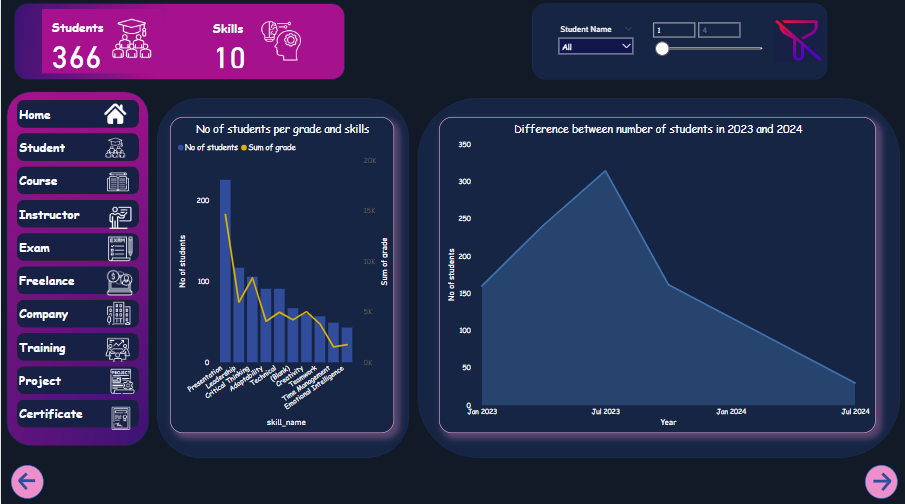 Students
366
Skills
10
Student Name
All
1
4
Home
Student
Course
Instructor
Exam
Freelance
Company
Training
Project
Certificate
No of students per grade and skills
No of students Sum of grade
No of students
200
100
0
20K
15K
10K
5K
0K
Sum of grade
Presentation
Leadership
Critical Thinking
Adaptability
Technical
(Blank)
Creativity
Teamwork
Time Management
Emotional Intelligence
skill_name
Difference between number of students in 2023 and 2024
No of students
350
300
250
200
150
100
50
0
Jan 2023 Jul 2023 Jan 2024 Jul 2024
Year